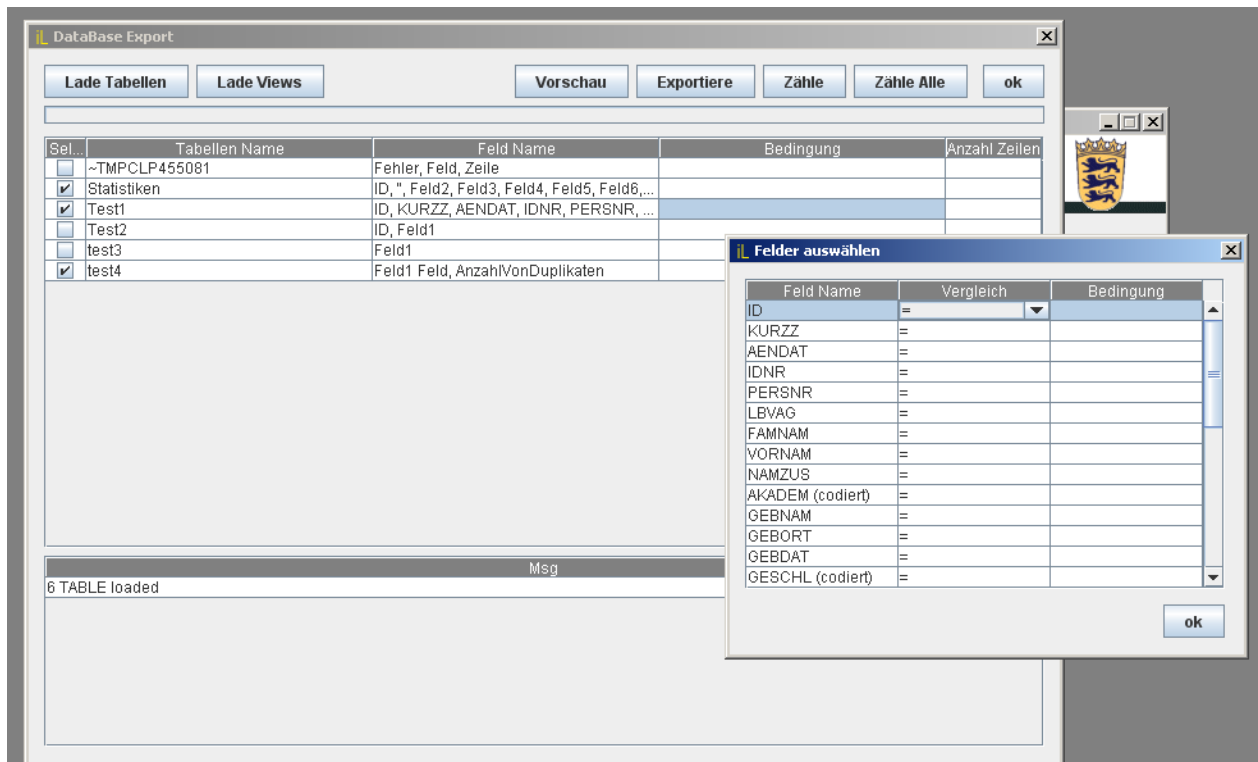 iL DataBase Export
Lade Tabellen Lade Views Vorschau Exportiere Zähle Zähle Alle ok
Sel... Tabellen Name Feld Name Bedingung Anzahl Zeilen
~TMPCLP455081 Fehler, Feld, Zeile
Statistiken ID, ", Feld2, Feld3, Feld4, Feld5, Feld6,...
Test1 ID, KURZZ, AENDAT, IDNR, PERSNR, ...
Test2 ID, Feld1
test3 Feld1
test4 Feld1 Feld, AnzahlVonDuplikaten
Msg
6 TABLE loaded
iL Felder auswählen
Feld Name Vergleich Bedingung
ID =
KURZZ =
AENDAT =
IDNR =
PERSNR =
LBVAG =
FAMNAM =
VORNAM =
NAMZUS =
AKADEM (codiert) =
GEBNAM =
GEBORT =
GEBDAT =
GESCHL (codiert) =
ok